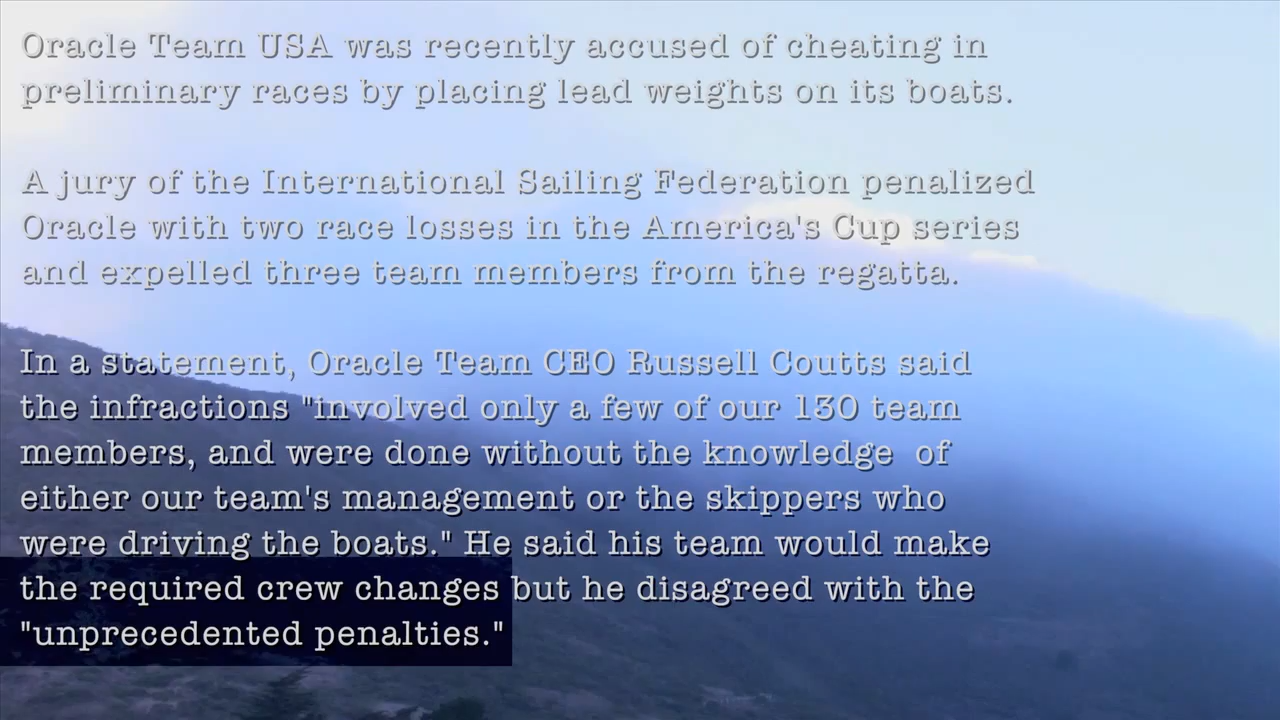 Oracle Team USA was recently accused of cheating in
preliminary races by placing lead weights on its boats.
A jury of the International Sailing Federation penalized
Oracle with two race losses in the America's Cup series
and expelled three team members from the regatta.
In a statement, Oracle Team CEO Russell Coutts said
the infractions "involved only a few of our 130 team
members, and were done without the knowledge  of
either our team's management or the skippers who
were driving the boats." He said his team would make
the required crew changes but he disagreed with the
"unprecedented penalties."